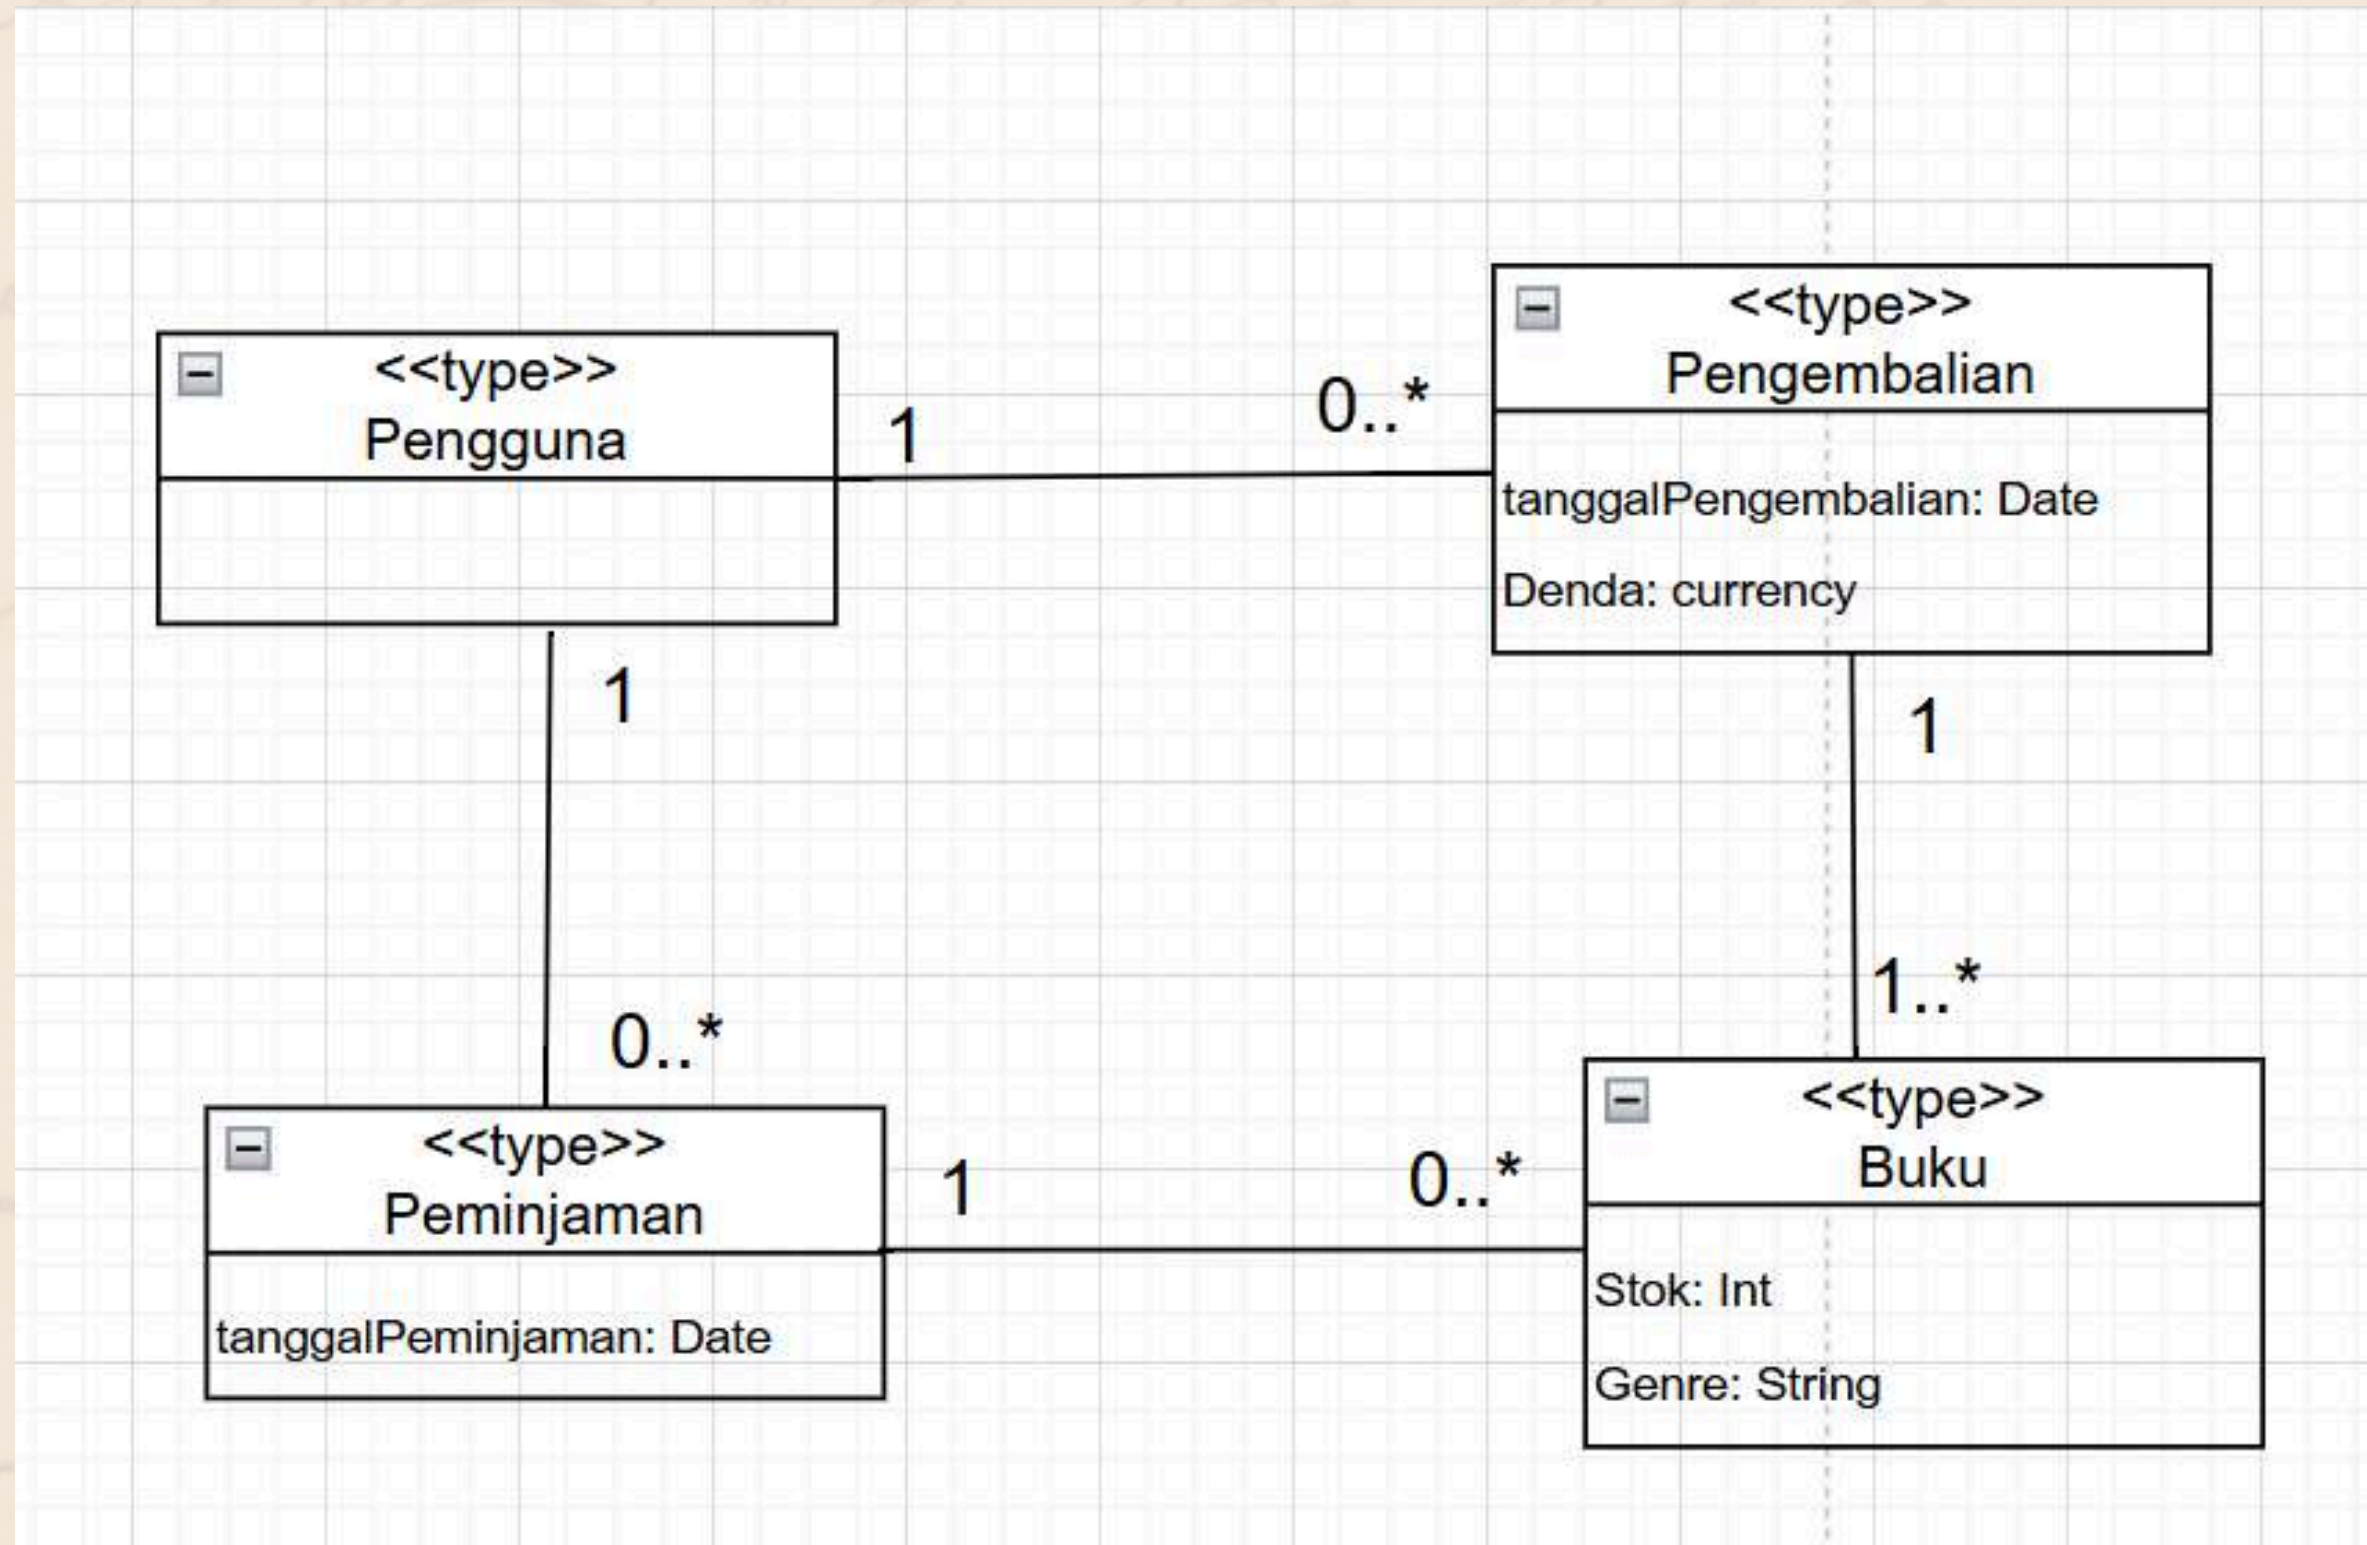 <<type>>
Pengguna
1
0..*
<<type>>
Pengembalian
tanggalPengembalian: Date
Denda: currency
1
0..*
1
1..*
<<type>>
Peminjaman
tanggalPeminjaman: Date
1
0..*
<<type>>
Buku
Stok: Int
Genre: String